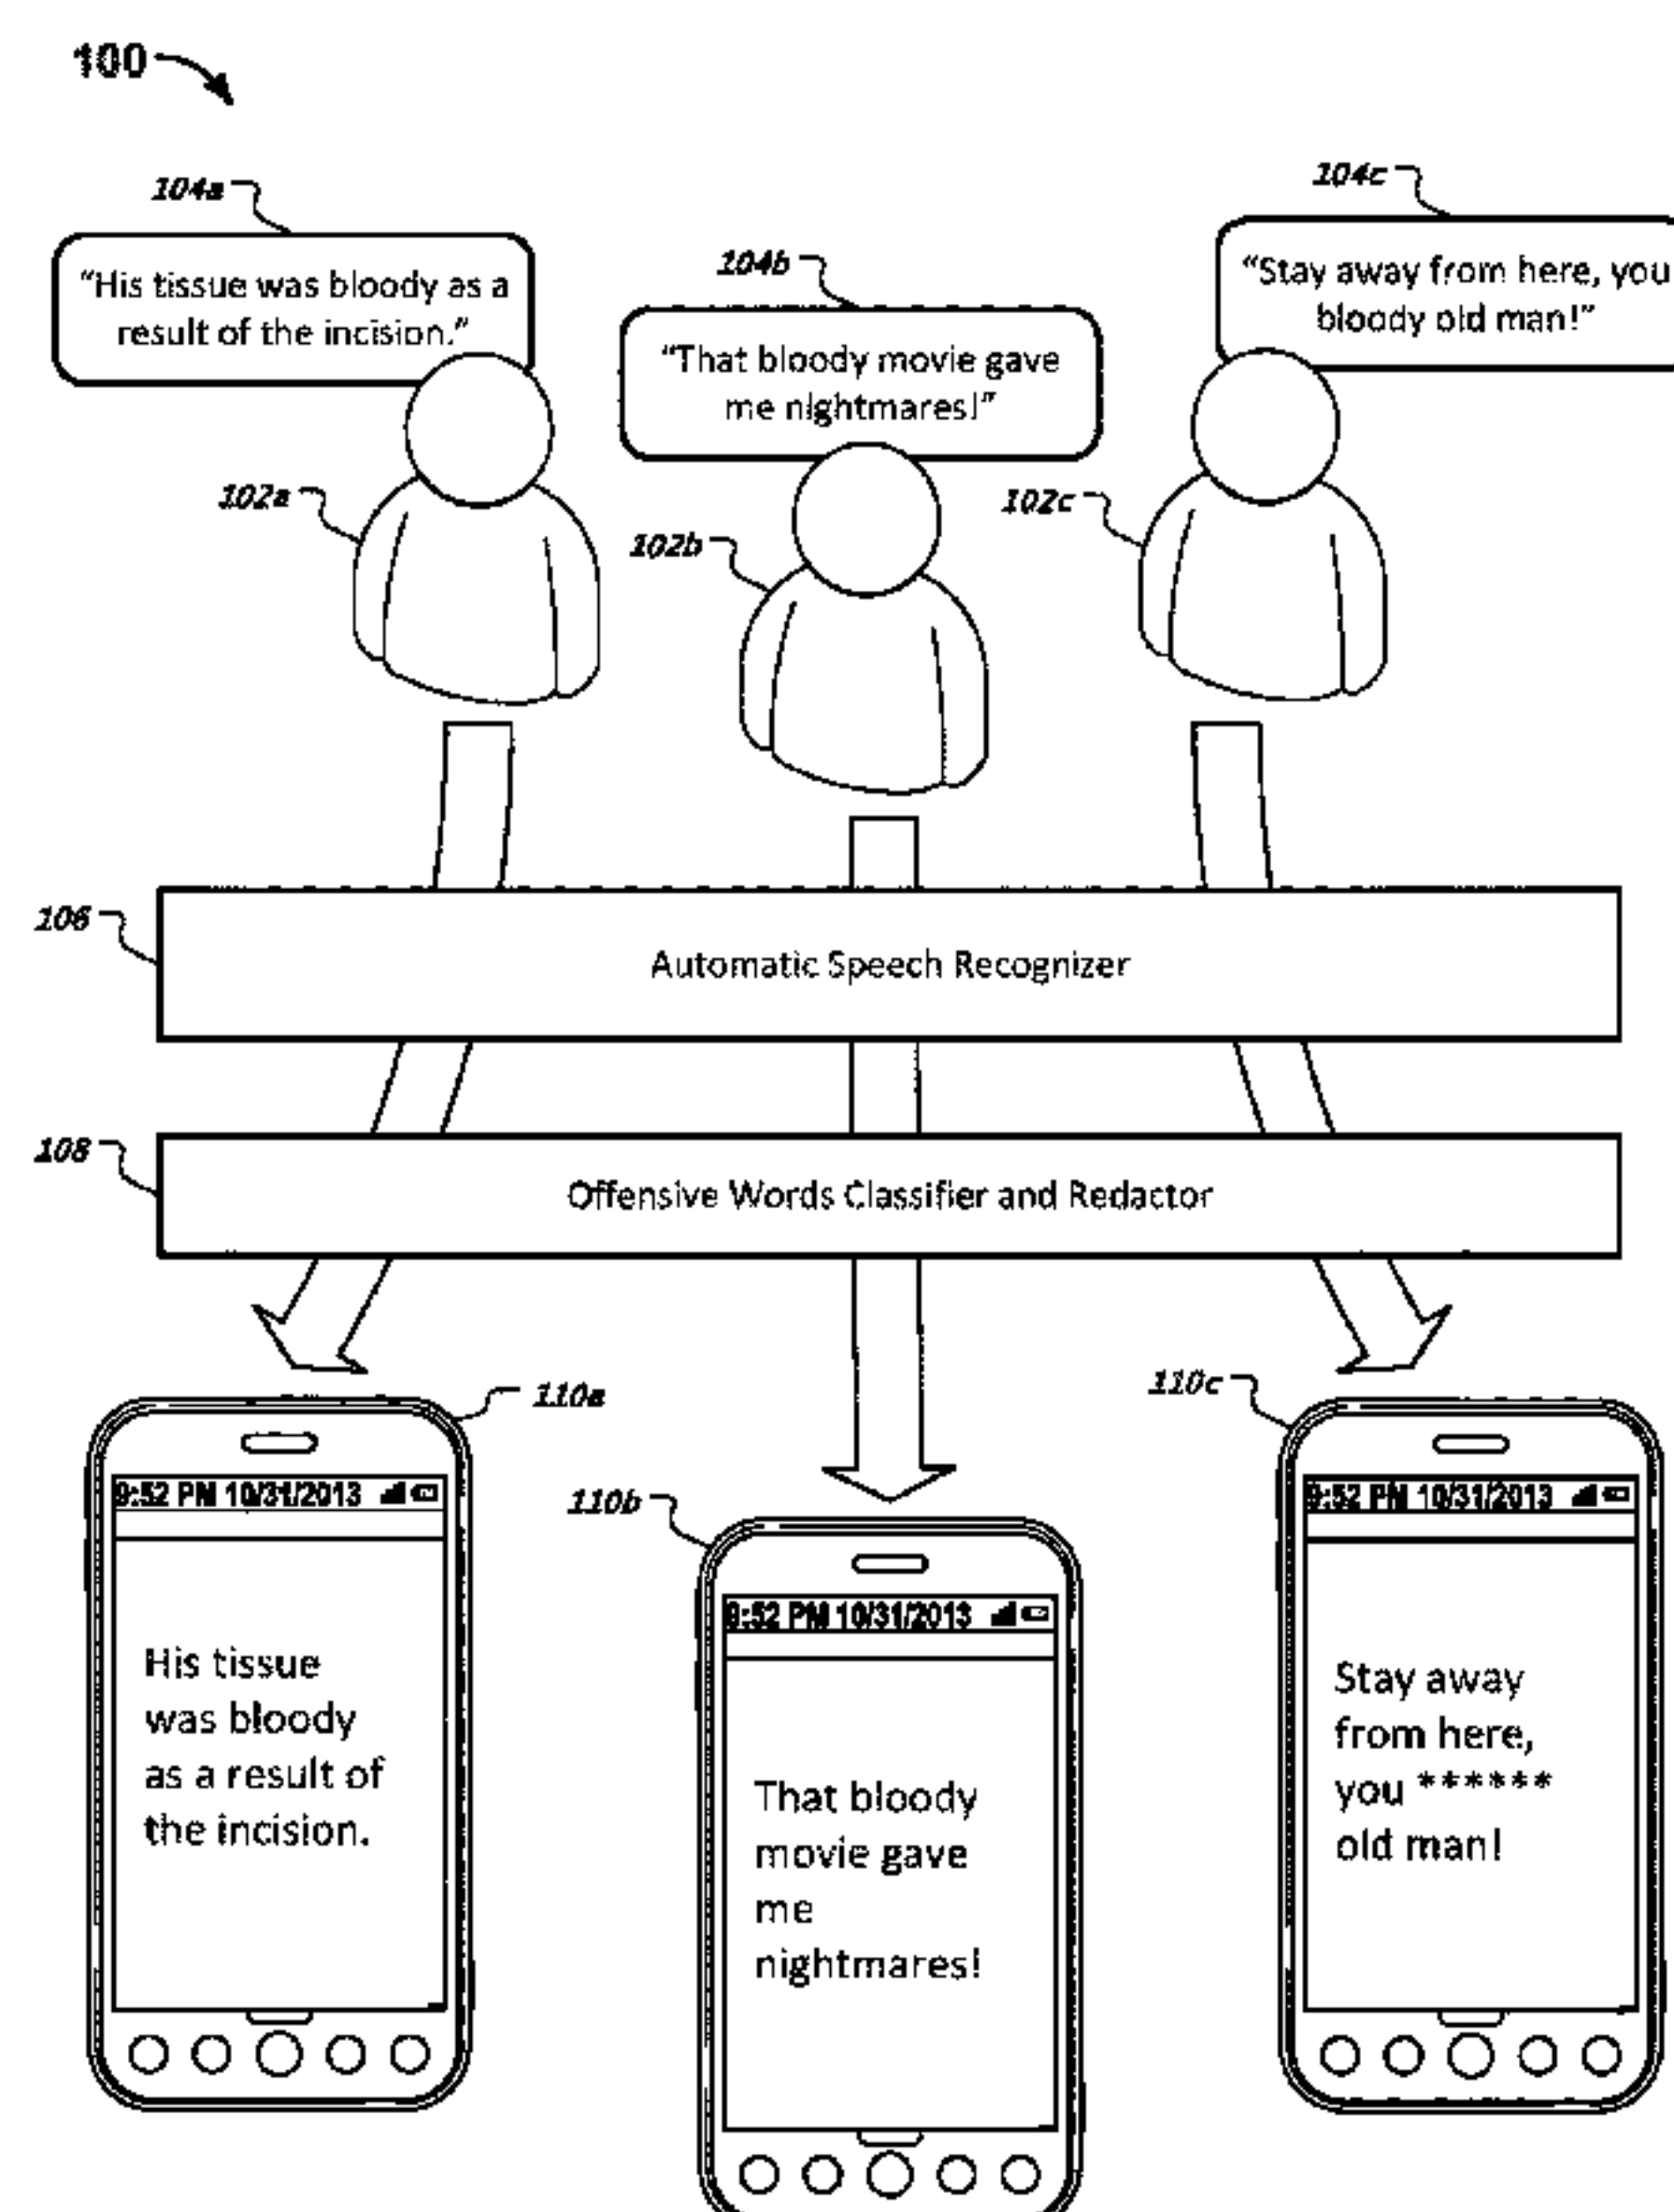 100
104a
"His tissue was bloody as a
result of the incision."
104b
"That bloody movie gave
me nightmares!"
104c
"Stay away from here, you
bloody old man!"
102a
102b
102c
106
Automatic Speech Recognizer
108
Offensive Words Classifier and Redactor
110a
9:52 PM 10/31/2013
His tissue
was bloody
as a result of
the incision.
110b
9:52 PM 10/31/2013
That bloody
movie gave
me
nightmares!
110c
9:52 PM 10/31/2013
Stay away
from here,
you ******
old man!